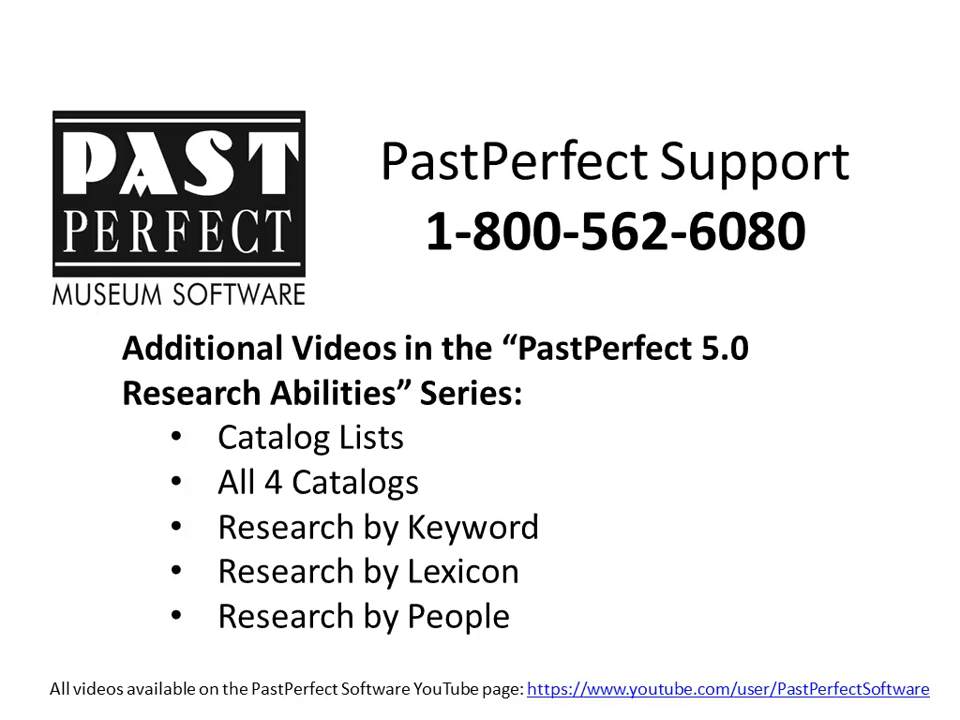 PAST
PERFECT
MUSEUM SOFTWARE
PastPerfect Support
1-800-562-6080
Additional Videos in the “PastPerfect 5.0
Research Abilities” Series:
• Catalog Lists
• All 4 Catalogs
• Research by Keyword
• Research by Lexicon
• Research by People
All videos available on the PastPerfect Software YouTube page: https://www.youtube.com/user/PastPerfectSoftware